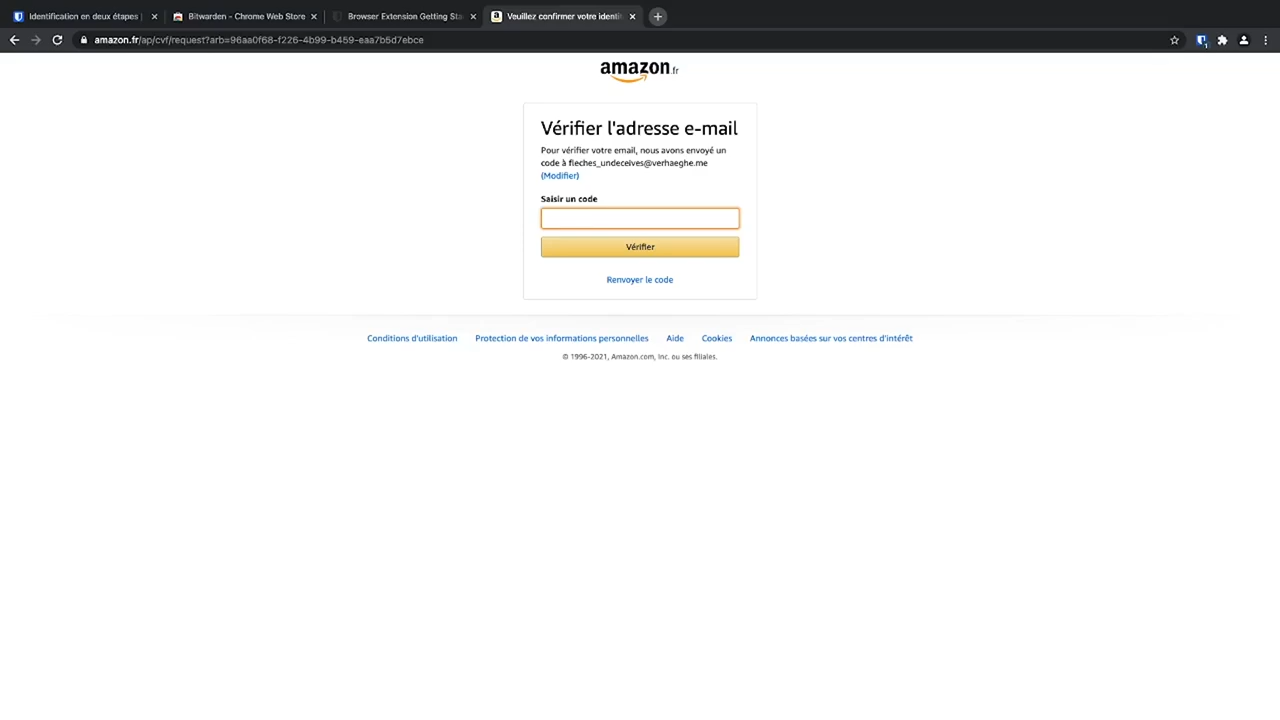 Identification en deux étapes |
Bitwarden - Chrome Web Store
Browser Extension Getting Sta
Veuillez confirmer votre identi
amazon.fr/ap/cvf/request?arb=96aa0f68-f226-4b99-b459-eaa7b5d7ebce
amazon.fr
Vérifier l'adresse e-mail
Pour vérifier votre email, nous avons envoyé un
code à fleches_undeceives@verhaeghe.me
(Modifier)
Saisir un code
Vérifier
Renvoyer le code
Conditions d'utilisation
Protection de vos informations personnelles
Aide
Cookies
Annonces basées sur vos centres d'intérêt
© 1996-2021, Amazon.com, Inc. ou ses filiales.